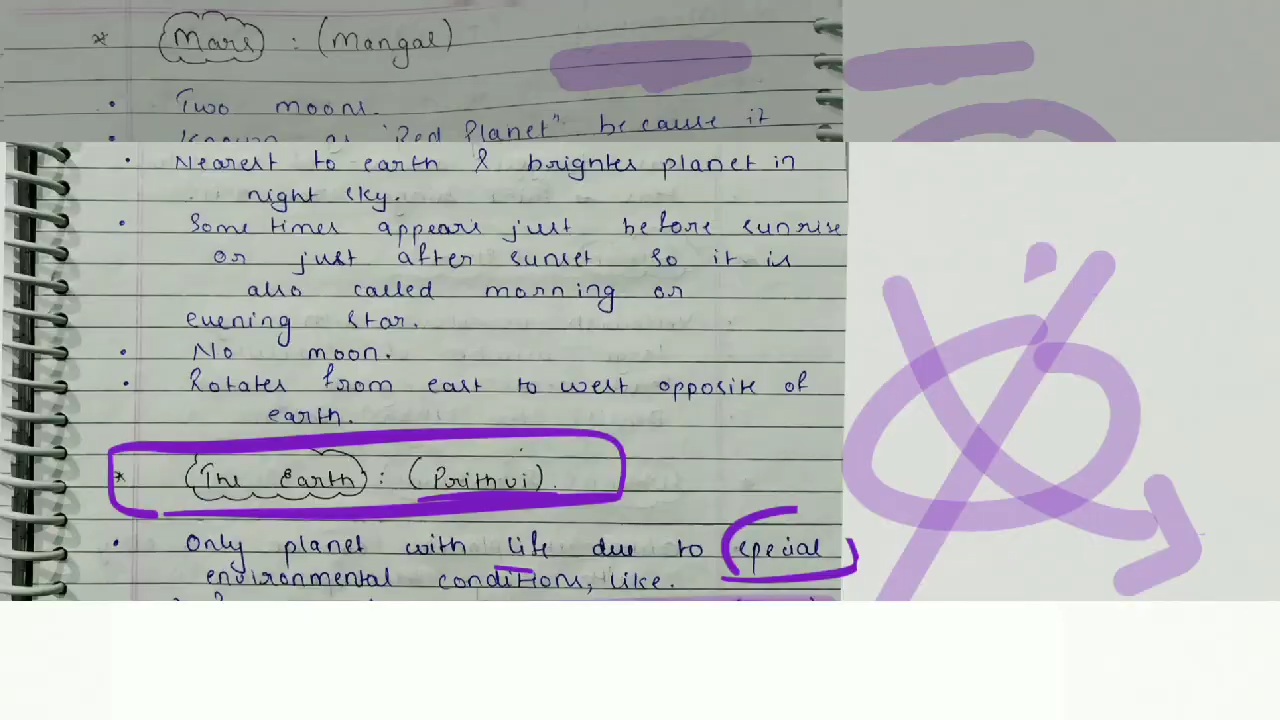 * Mars : (Mangal)
• Two moons.
• Known as "Red Planet" because it
• Nearest to earth & brightes planet in
night sky.
• Some times appears just before sunrise
or just after sunset so it is
also called morning or
evening star.
• No moon.
• Rotates from east to west opposite of
earth.
* The Earth : (Prithvi).
• Only planet with life due to special
environmental conditions, like.